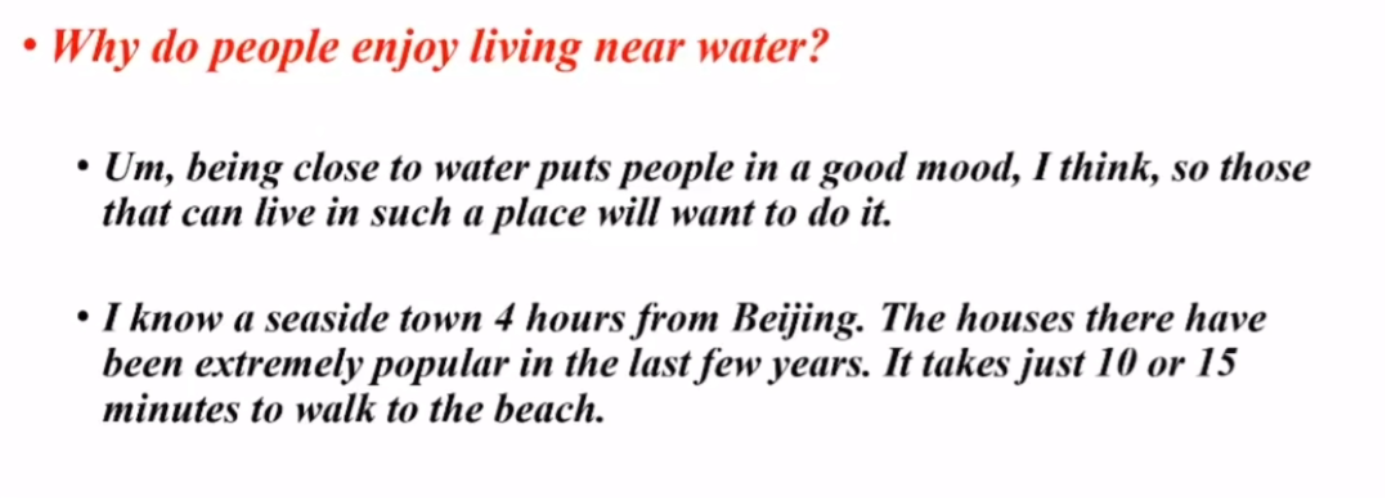 • Why do people enjoy living near water?
• Um, being close to water puts people in a good mood, I think, so those
that can live in such a place will want to do it.
• I know a seaside town 4 hours from Beijing. The houses there have
been extremely popular in the last few years. It takes just 10 or 15
minutes to walk to the beach.